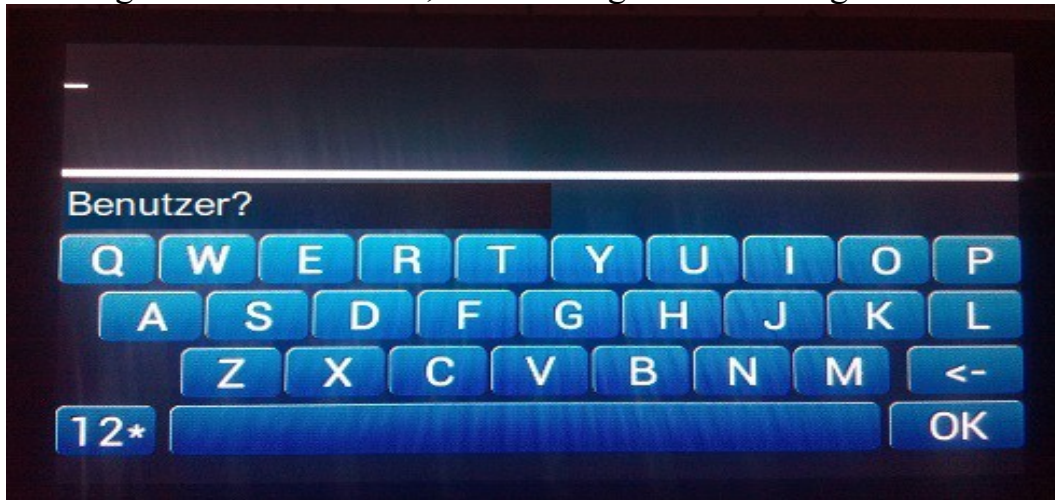 _
Benutzer?
Q W E R T Y U I O P
A S D F G H J K L
Z X C V B N M <-
12* OK